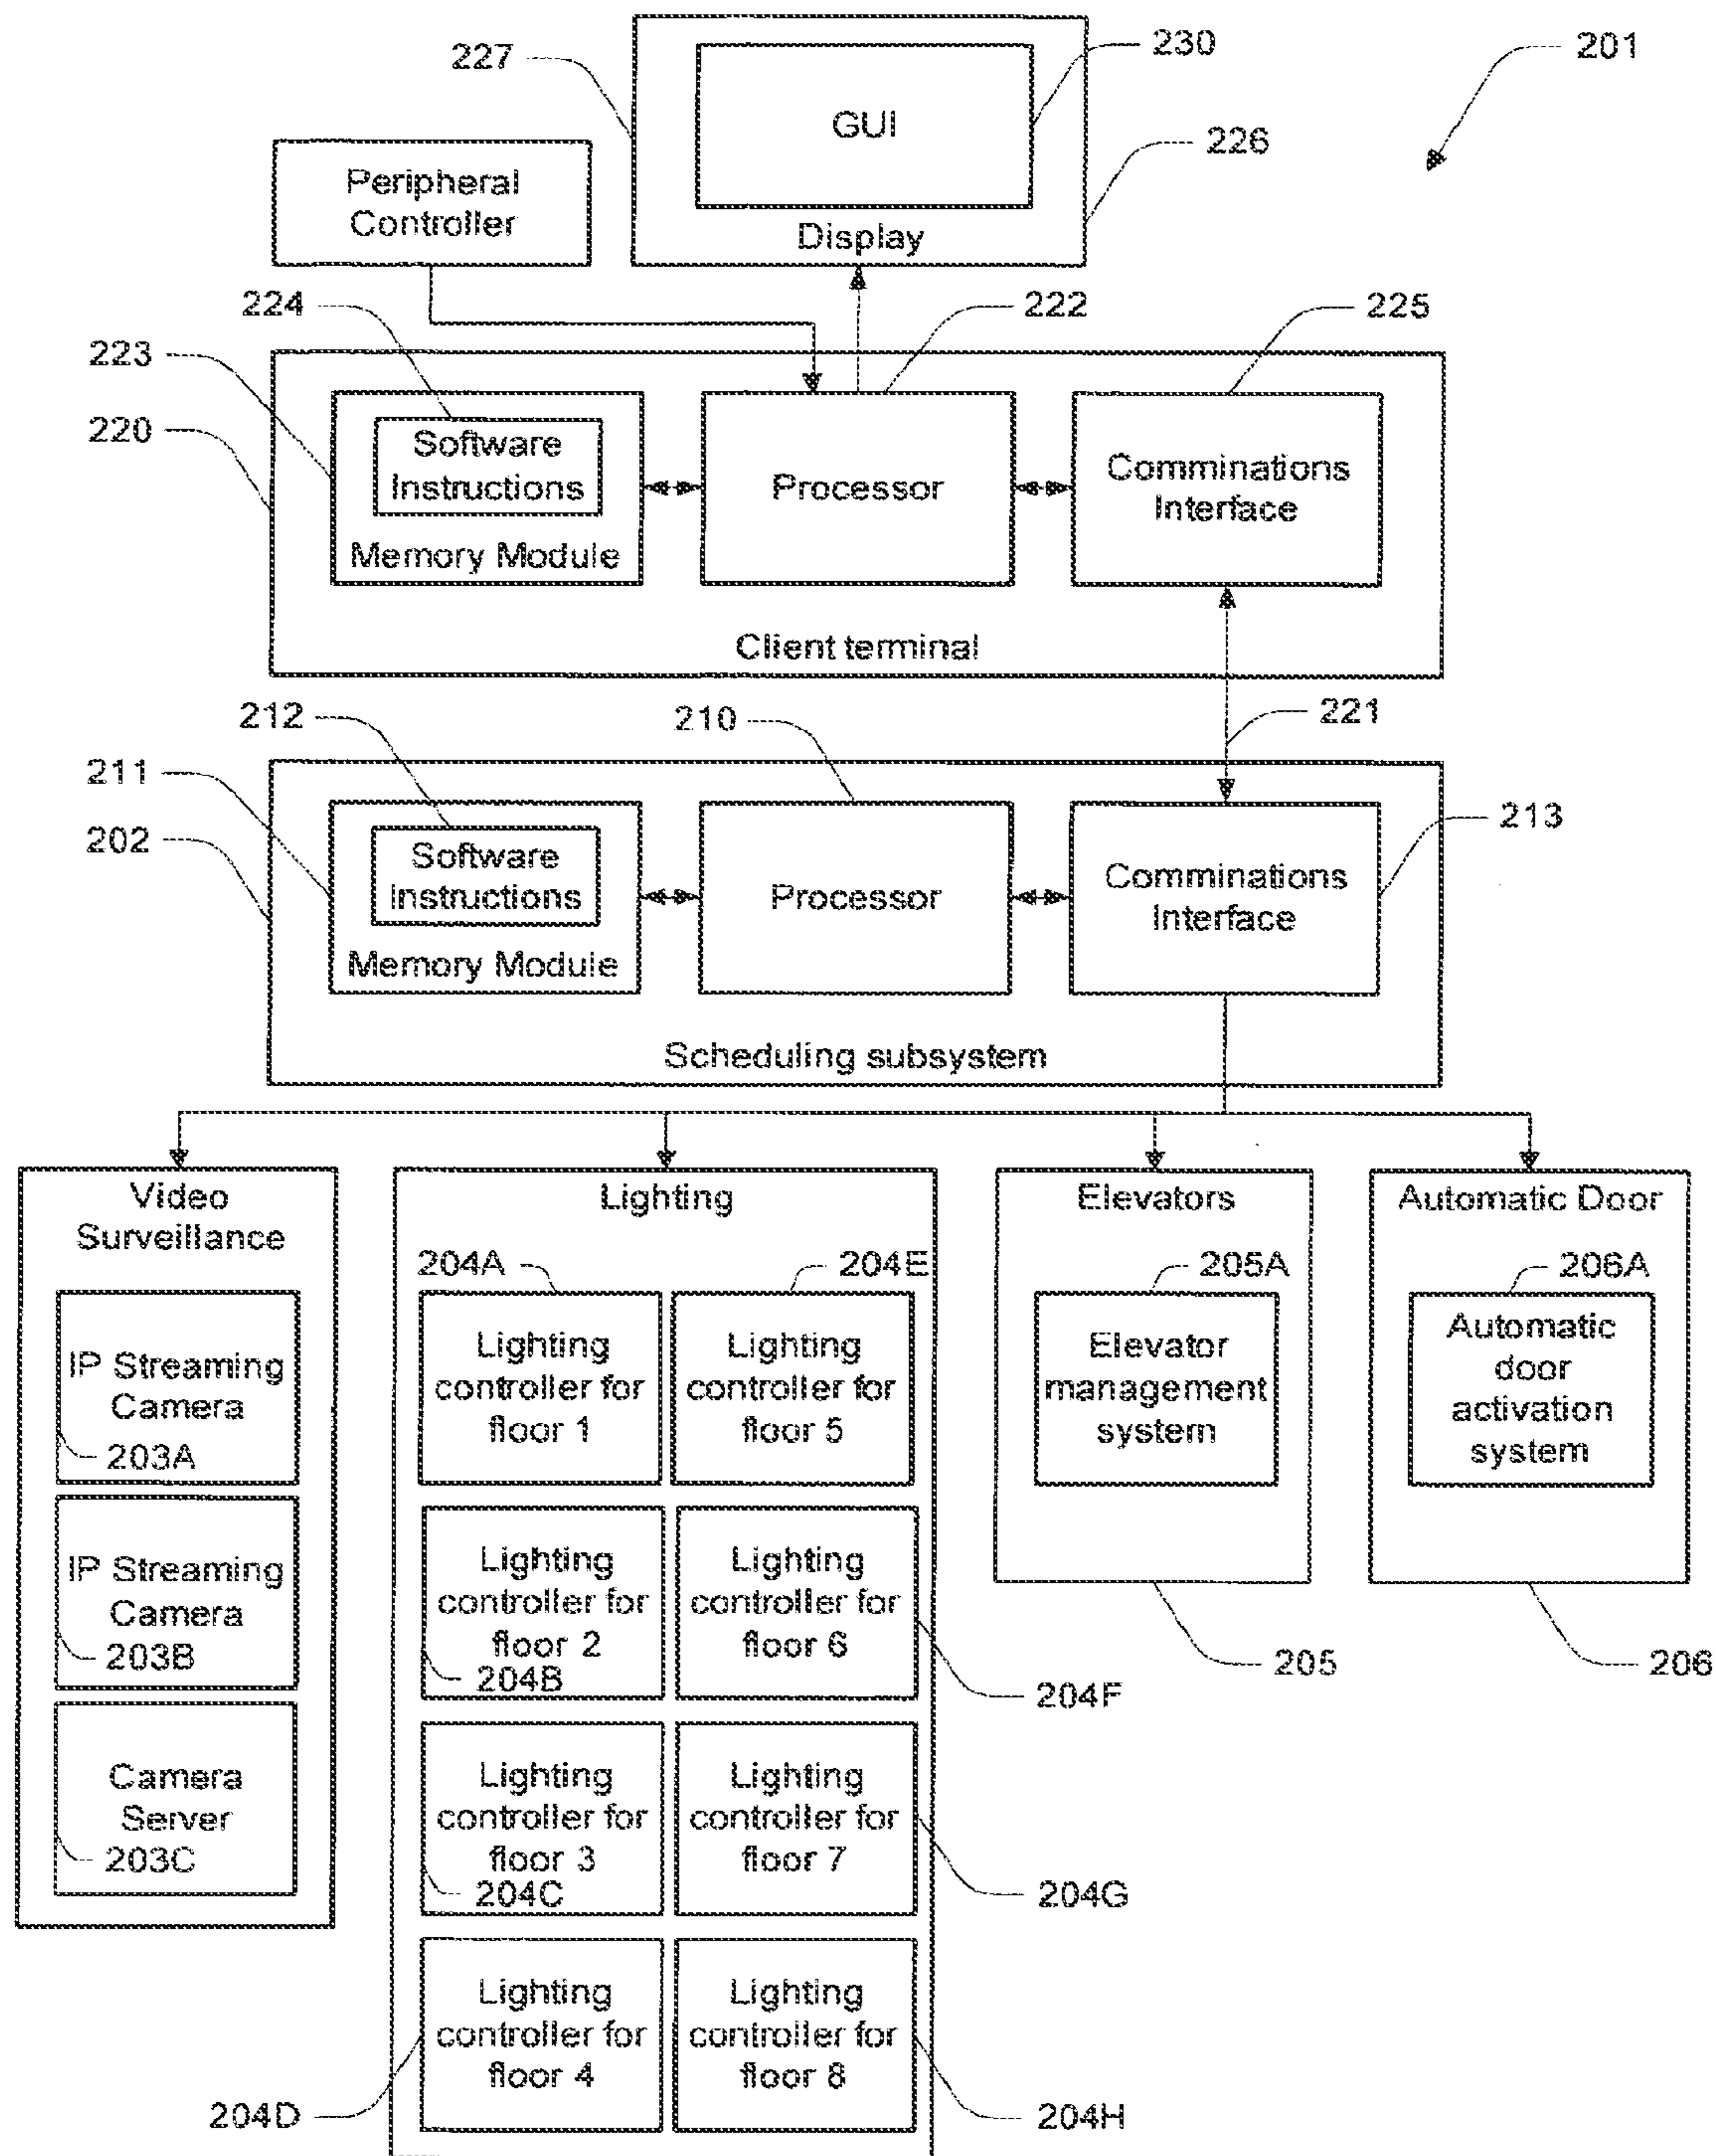 227
GUI
230
201
Peripheral
Controller
Display
226
224
222
225
223
220
Software
Instructions
Memory Module
Processor
Comminations
Interface
Client terminal
212
210
221
211
202
Software
Instructions
Memory Module
Processor
Comminations
Interface
213
Scheduling subsystem
Video
Surveillance
IP Streaming
Camera
203A
IP Streaming
Camera
203B
Camera
Server
203C
Lighting
204A
204E
Lighting
controller for
floor 1
Lighting
controller for
floor 5
Lighting
controller for
floor 2
204B
Lighting
controller for
floor 6
204F
Lighting
controller for
floor 3
204C
Lighting
controller for
floor 7
204G
Lighting
controller for
floor 4
204D
Lighting
controller for
floor 8
204H
Elevators
205A
Elevator
management
system
205
Automatic Door
206A
Automatic
door
activation
system
206